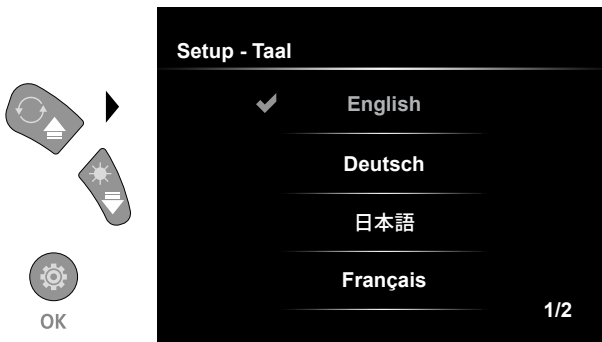 Setup - Taal
English
Deutsch
日本語
Français
1/2
OK